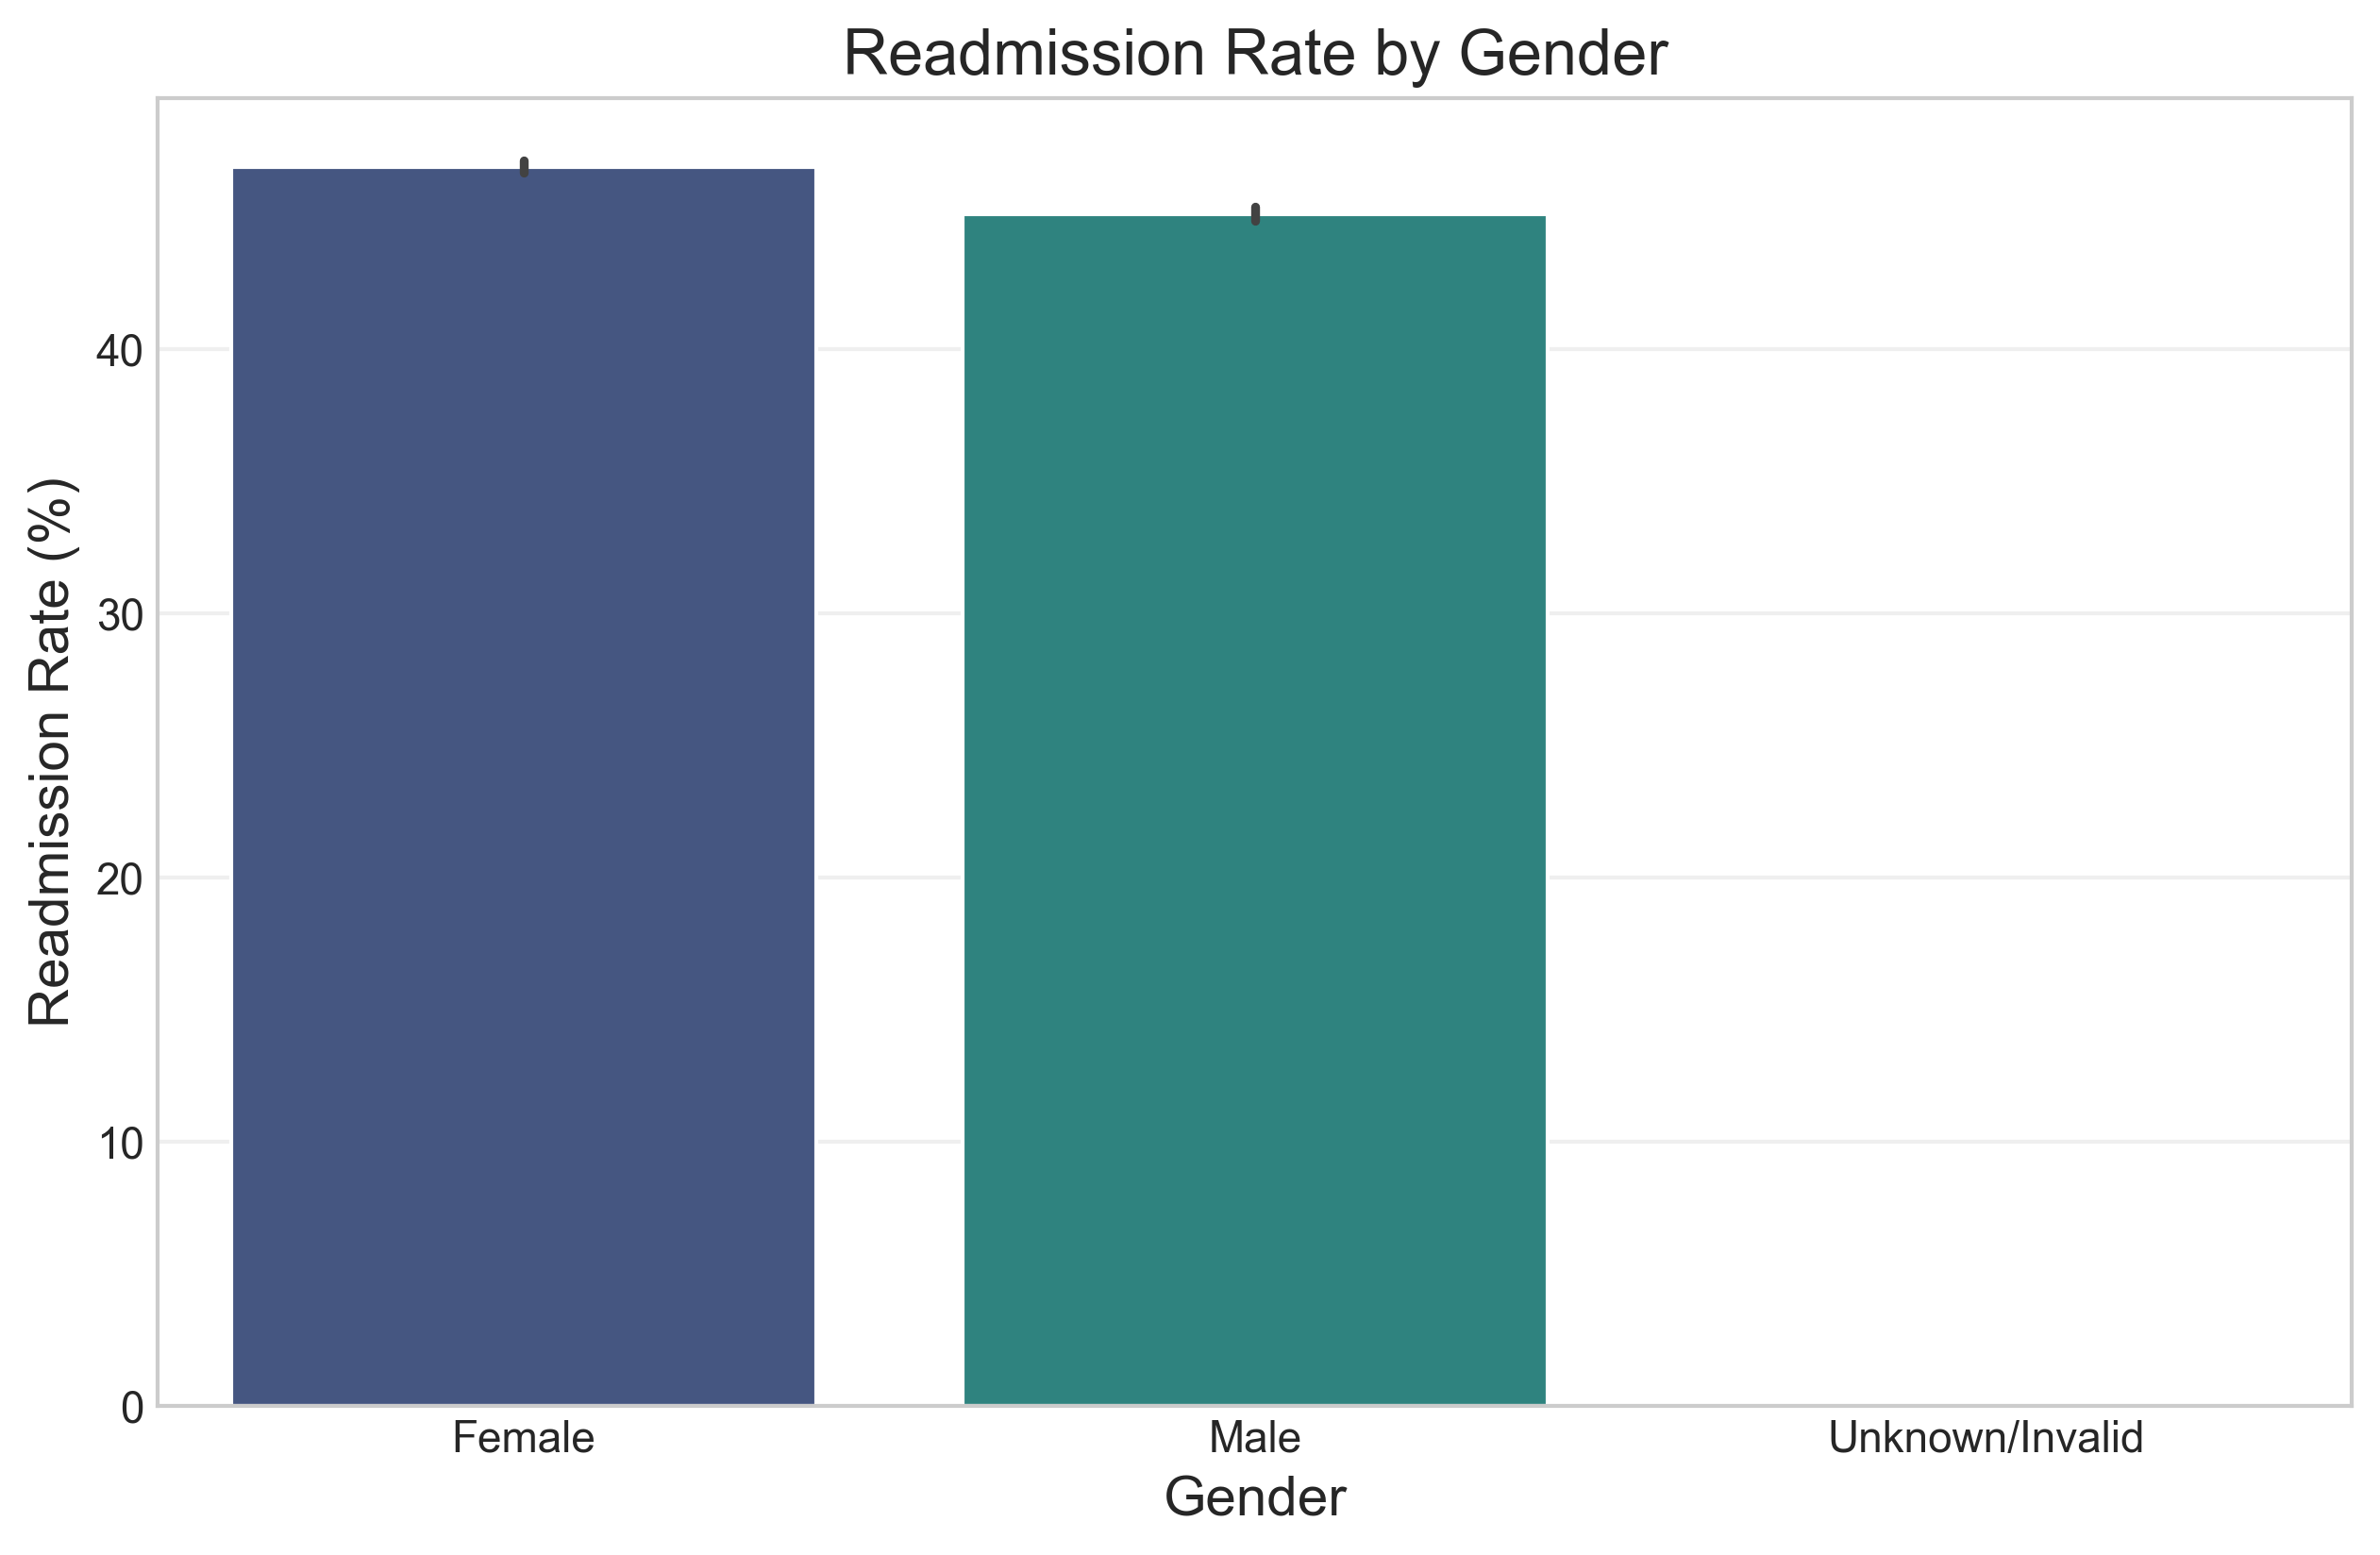 Readmission Rate by Gender
Readmission Rate (%)
40
30
20
10
0
Female
Male
Unknown/Invalid
Gender